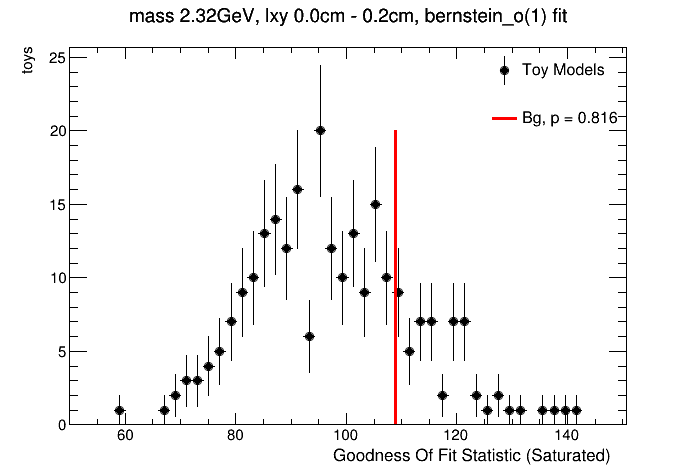 mass 2.32GeV, lxy 0.0cm - 0.2cm, bernstein_o(1) fit
toys
25
20
15
10
5
0
Toy Models
Bg, p = 0.816
60 80 100 120 140
Goodness Of Fit Statistic (Saturated)